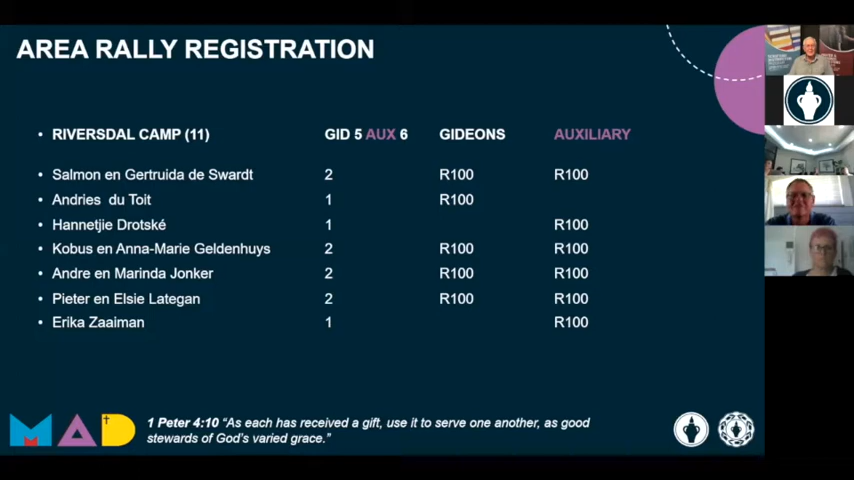 AREA RALLY REGISTRATION
• RIVERSDAL CAMP (11) GID 5 AUX 6 GIDEONS AUXILIARY
• Salmon en Gertruida de Swardt 2 R100 R100
• Andries du Toit 1 R100
• Hannetjie Drotské 1 R100
• Kobus en Anna-Marie Geldenhuys 2 R100 R100
• Andre en Marinda Jonker 2 R100 R100
• Pieter en Elsie Lategan 2 R100 R100
• Erika Zaaiman 1 R100
MAD
1 Peter 4:10 “As each has received a gift, use it to serve one another, as good
stewards of God’s varied grace.”